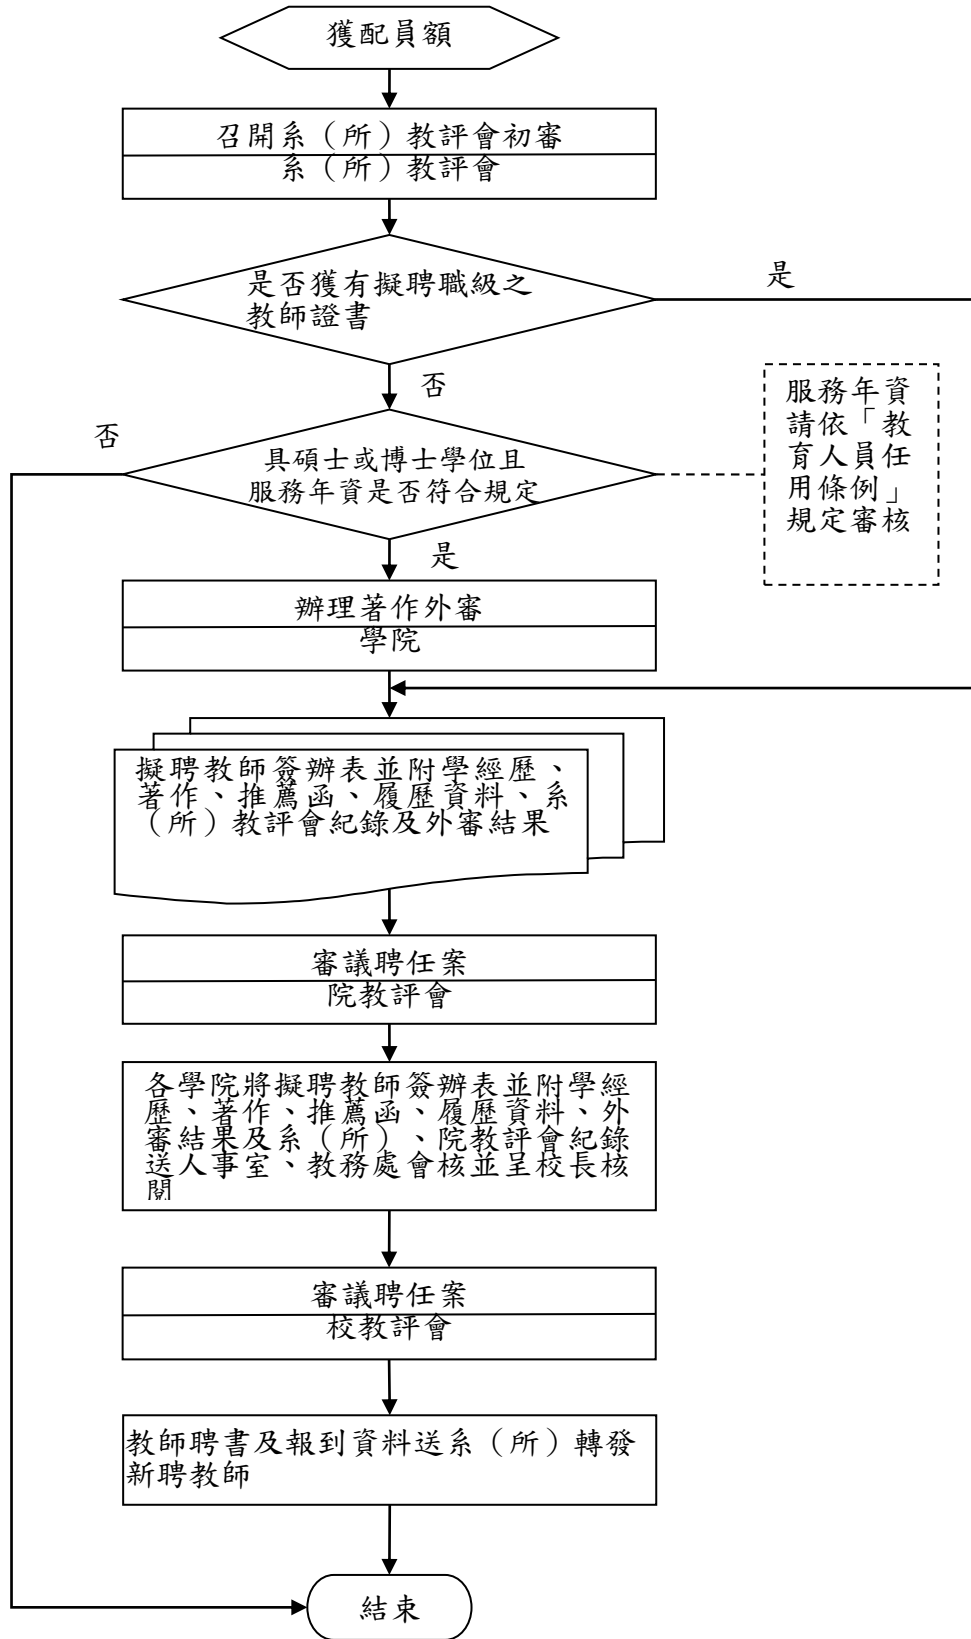 獲配員額
召開系（所）教評會初審
系（所）教評會
是否獲有擬聘職級之
教師證書
是
否
服務年資
請依「教
育人員任
用條例」
規定審核
否
具碩士或博士學位且
服務年資是否符合規定
是
辦理著作外審
學院
擬聘教師簽辦表並附學經歷、
著作、推薦函、履歷資料、系
（所）教評會紀錄及外審結果
審議聘任案
院教評會
各學院將擬聘教師簽辦表並附學經
歷、著作、推薦函、履歷資料、外
審結果及系（所）、院教評會紀錄
送人事室、教務處會核並呈校長核
閱
審議聘任案
校教評會
教師聘書及報到資料送系（所）轉發
新聘教師
結束